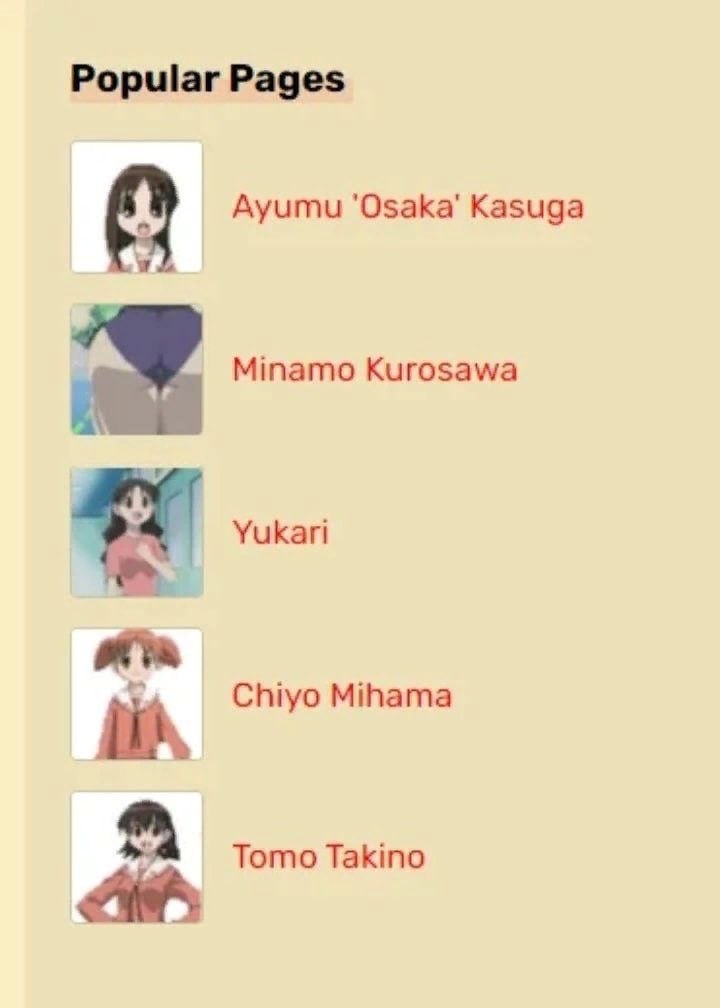 Popular Pages
Ayumu 'Osaka' Kasuga
Minamo Kurosawa
Yukari
Chiyo Mihama
Tomo Takino